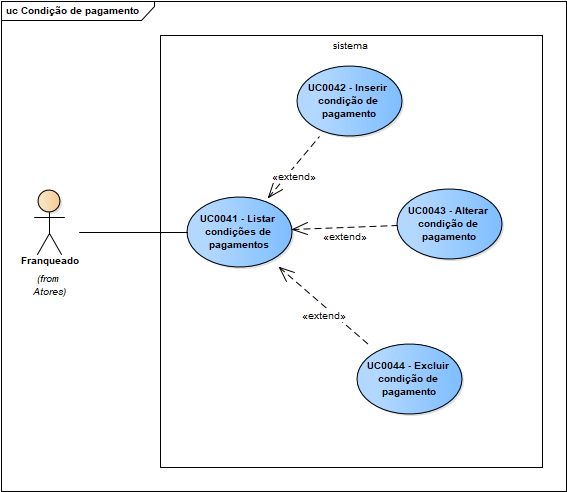 uc Condição de pagamento
sistema
UC0042 - Inserir
condição de
pagamento
«extend»
UC0041 - Listar
condições de
pagamentos
UC0043 - Alterar
condição de
pagamento
«extend»
Franqueado
(from
Atores)
«extend»
UC0044 - Excluir
condição de
pagamento